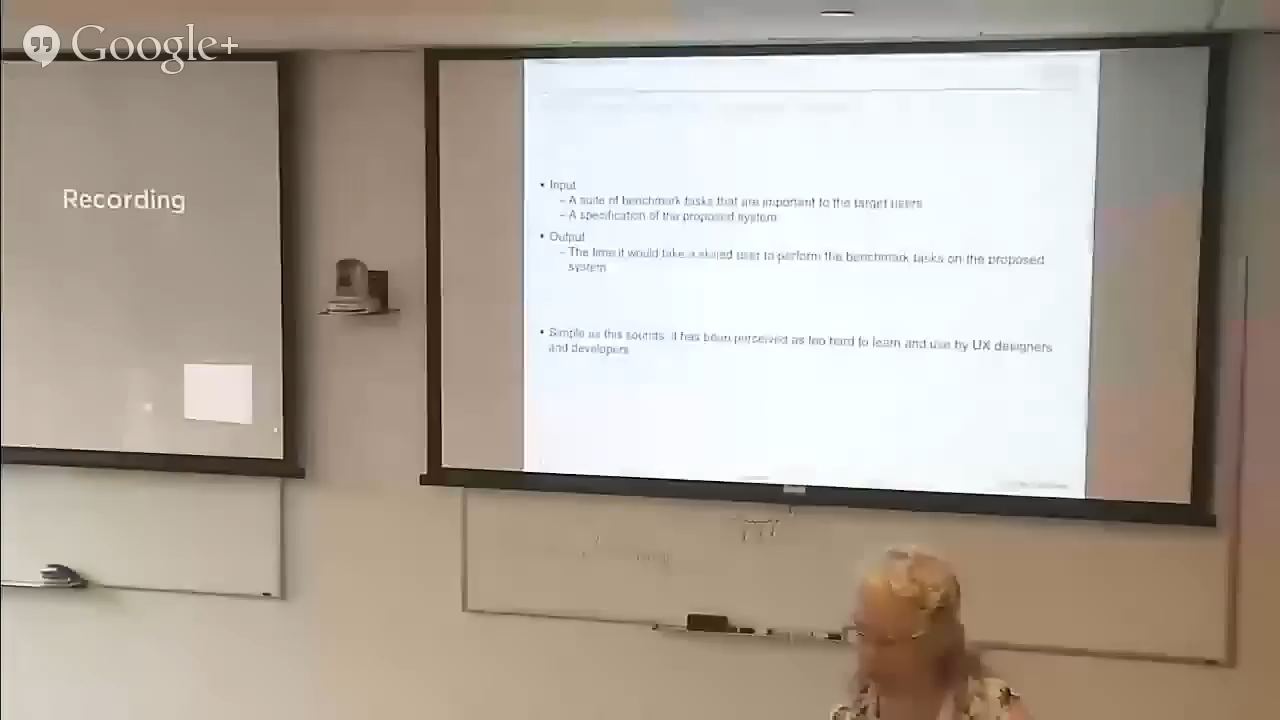 Google+
Recording
• Input
– A suite of benchmark tasks that are important to the target users
– A specification of the proposed system
• Output
– The time it would take a skilled user to perform the benchmark tasks on the proposed
system
• Simple as this sounds, it has been perceived as too hard to learn and use by UX designers
and developers